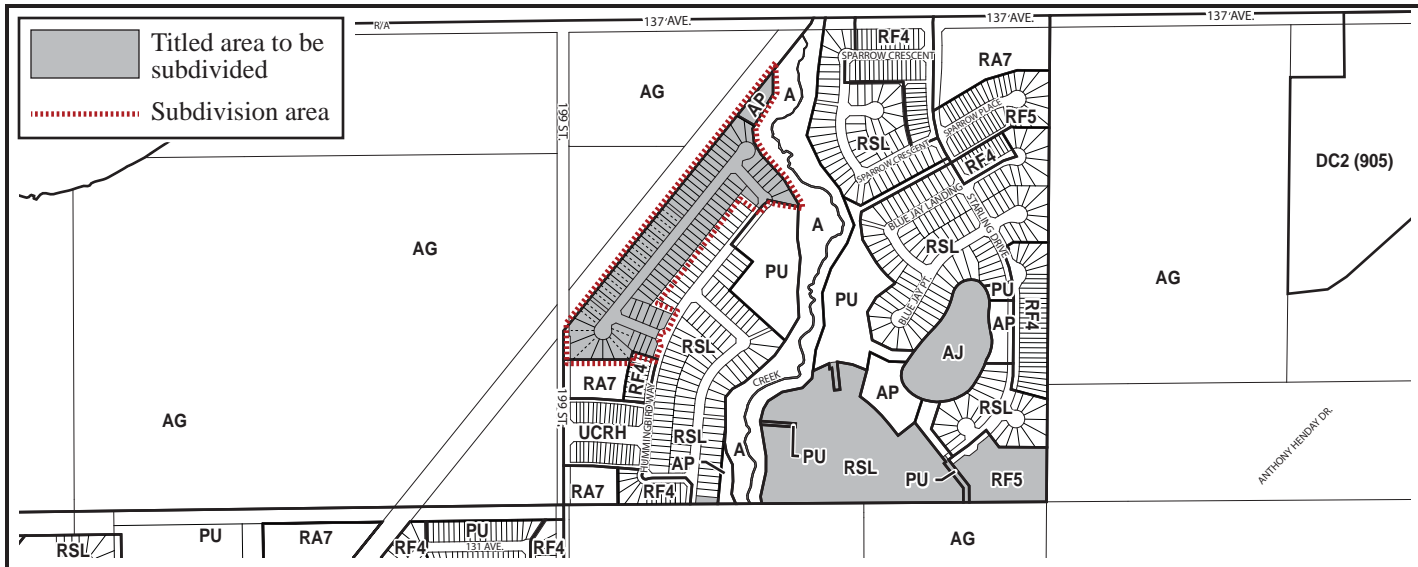 Titled area to be
subdivided
Subdivision area
R/A
137 AVE.
137 AVE.
137 AVE.
199 ST.
199 ST.
AG
AP
A
RF4
SPARROW CRESCENT
RA7
SPARROW PLACE
RF5
RSL
SPARROW CRESCENT
RF4
DC2 (905)
BLUE JAY LANDING
STARLING DRIVE
RSL
A
AG
PU
PU
BLUE JAY PT.
PU
RF4
AP
AG
AJ
RSL
RA7
RF4
CREEK
AP
RSL
AG
UCRH
HUMMINGBIRD WAY
RSL
AP
A
PU
RSL
PU
RF5
ANTHONY HENDAY DR.
RA7
RF4
PU
RSL
PU
RA7
RF4
131 AVE.
RF4
AG